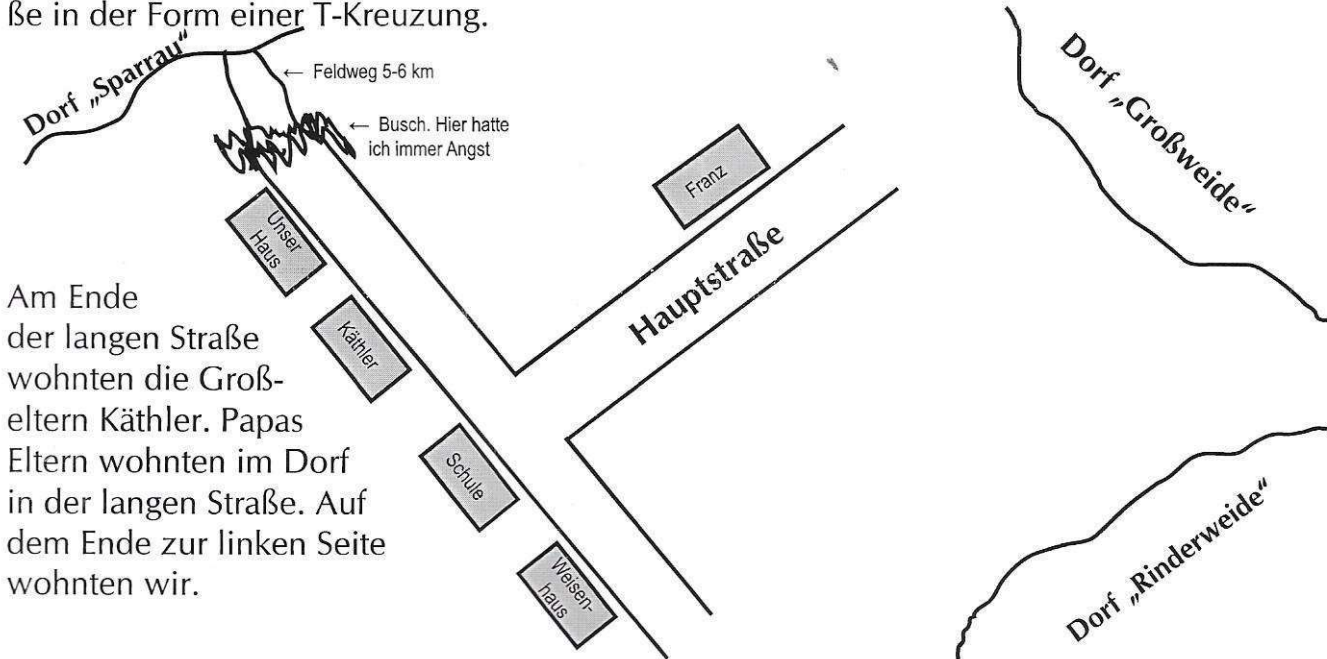 ße in der Form einer T-Kreuzung.
Dorf „Sparrau“
← Feldweg 5-6 km
← Busch. Hier hatte
ich immer Angst
Dorf „Großweide“
Franz
Hauptstraße
Unser
Haus
Käthler
Schule
Weisen-
haus
Am Ende
der langen Straße
wohnten die Groß-
eltern Käthler. Papas
Eltern wohnten im Dorf
in der langen Straße. Auf
dem Ende zur linken Seite
wohnten wir.
Dorf „Rinderweide“